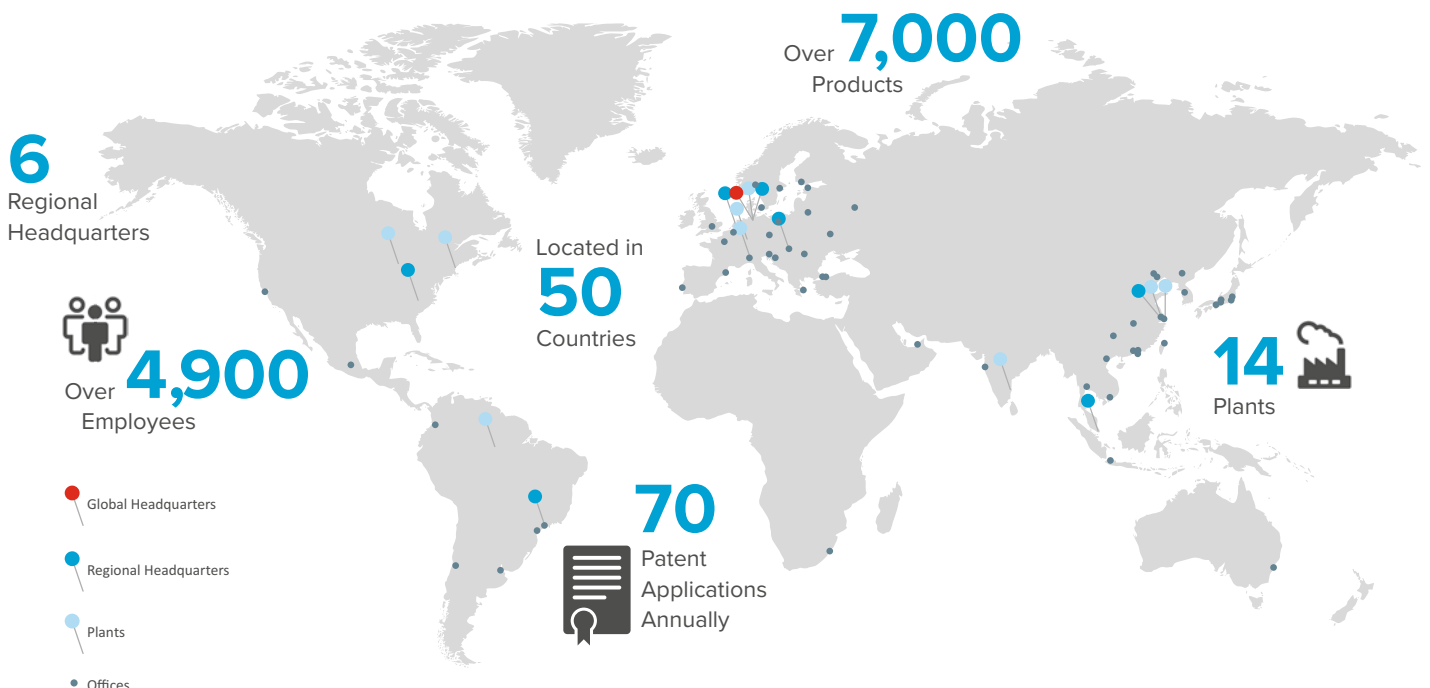 Over 7,000
Products
6
Regional
Headquarters
Located in
50
Countries
Over 4,900
Employees
14
Plants
70
Patent
Applications
Annually
Global Headquarters
Regional Headquarters
Plants
Offices